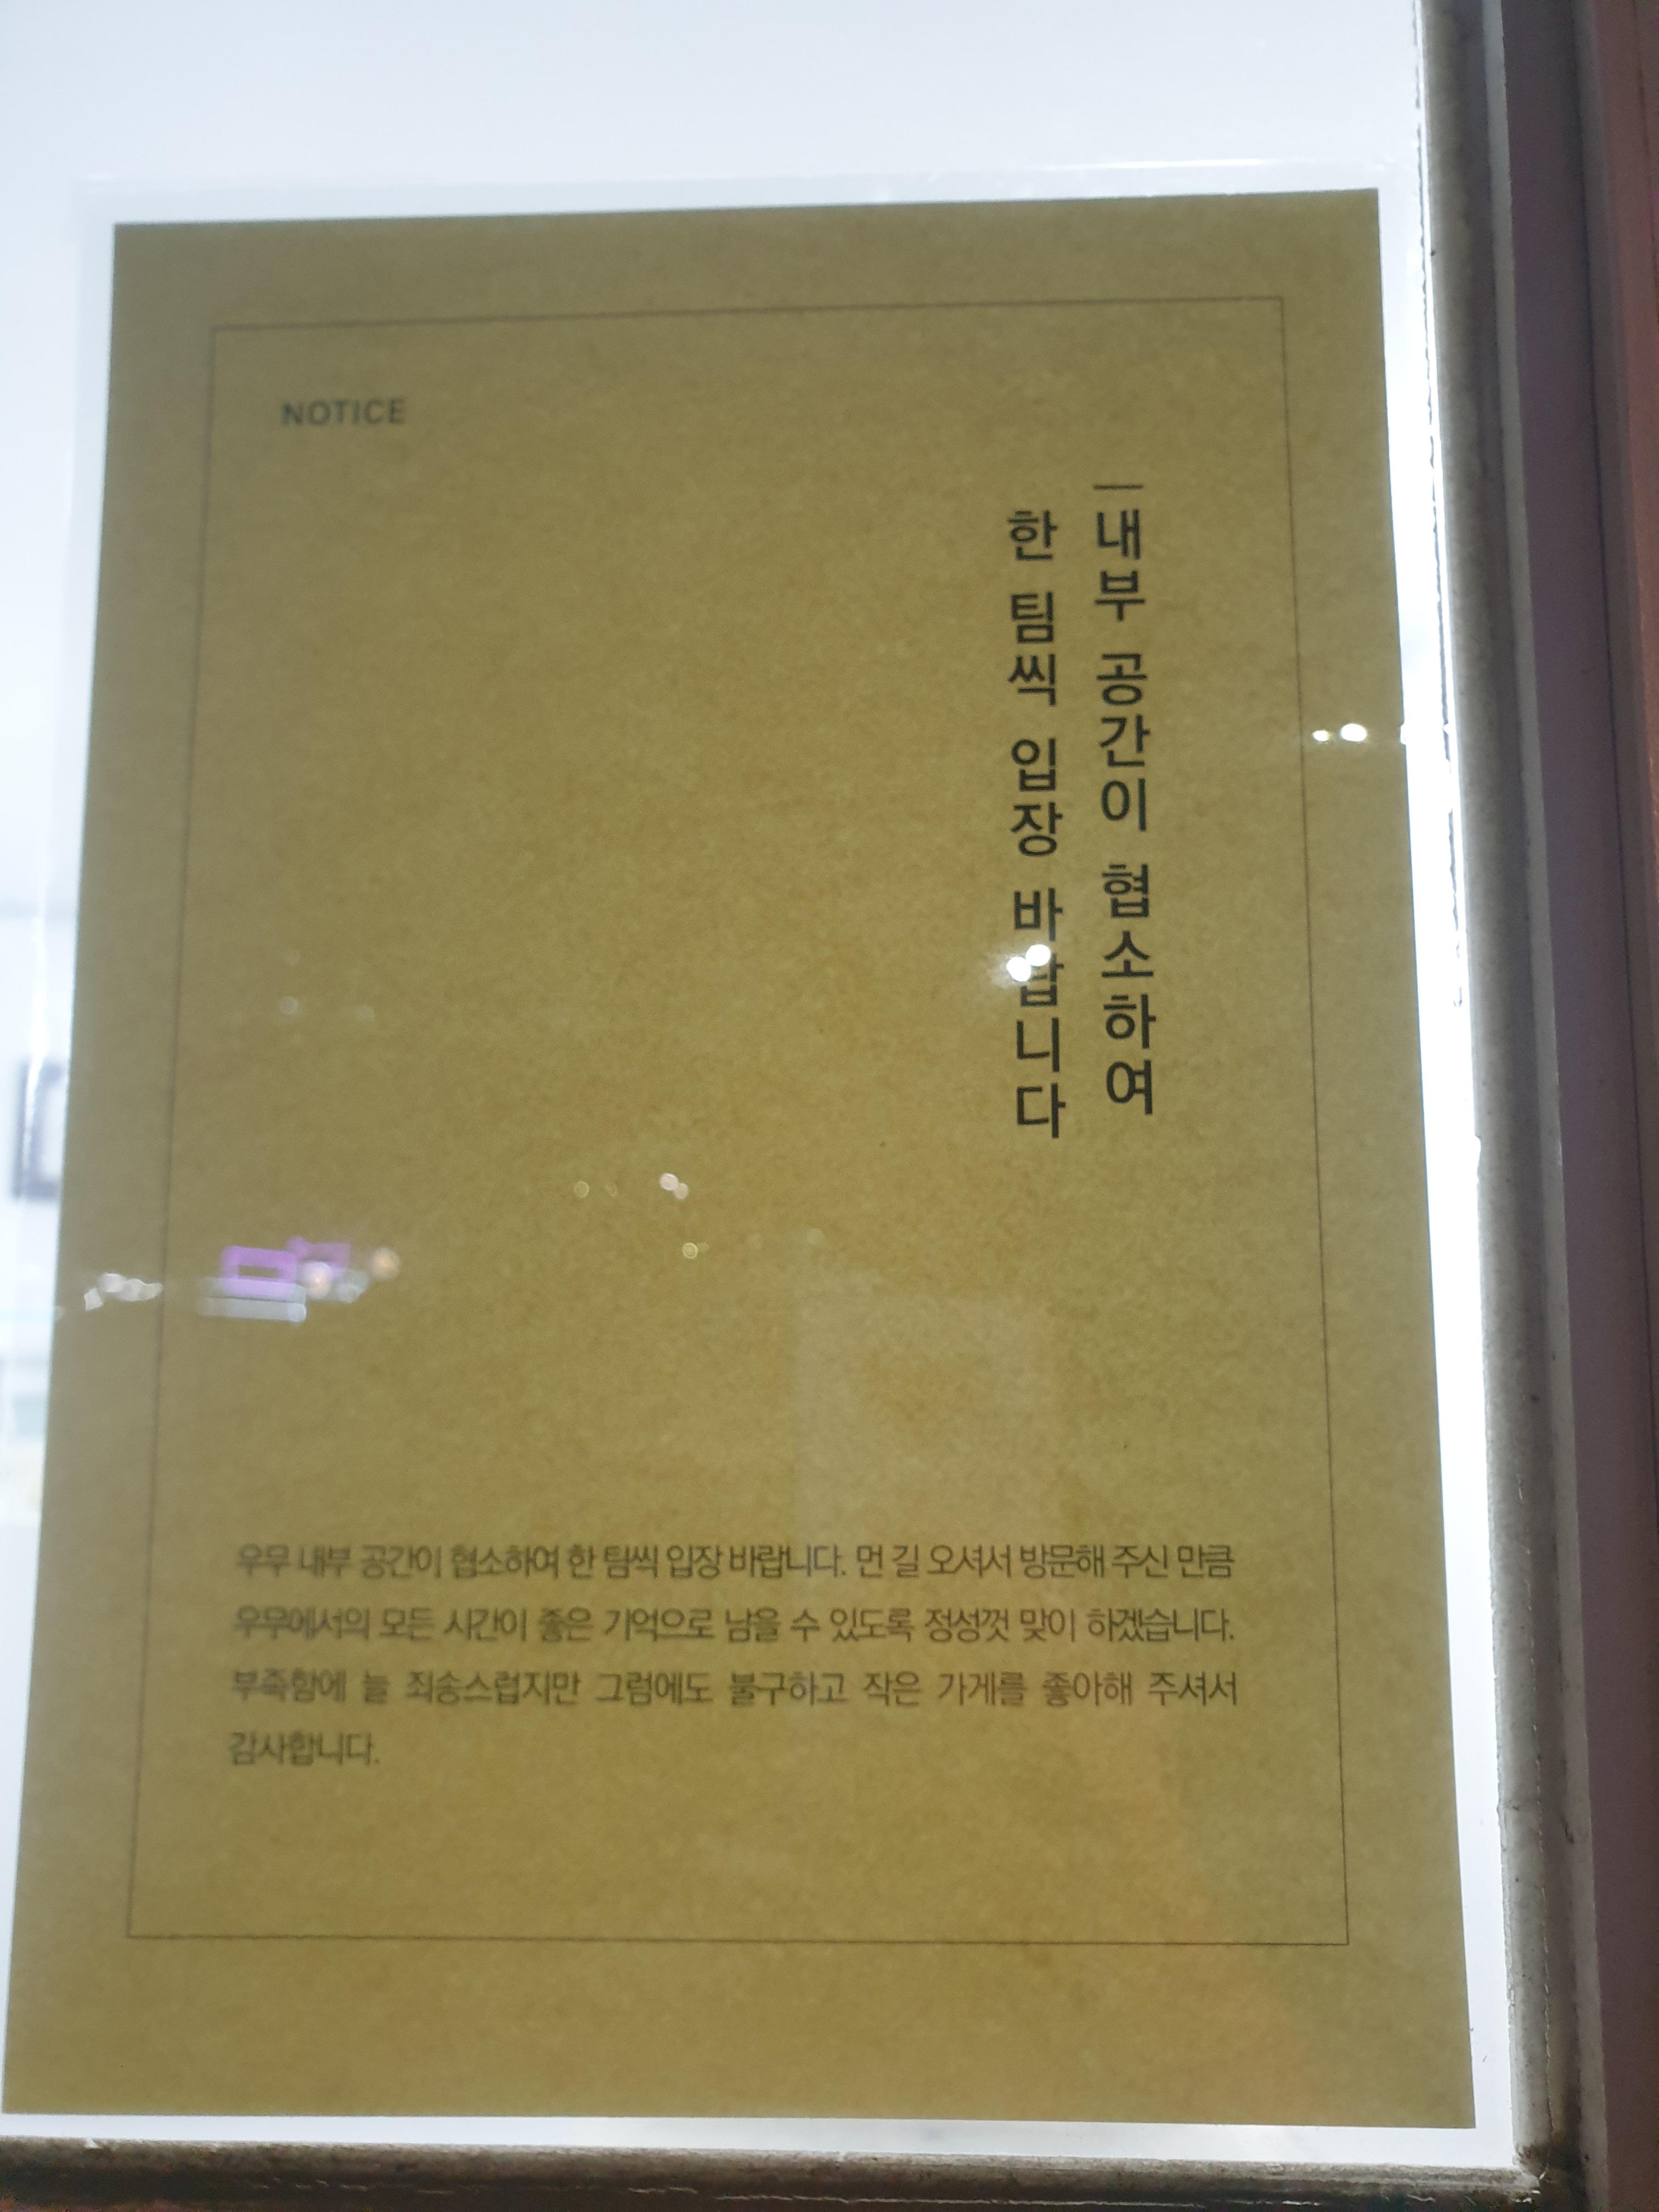 NOTICE
내부 공간이 협소하여
한 팀씩 입장 바랍니다
우무 내부 공간이 협소하여 한 팀씩 입장 바랍니다. 먼 길 오셔서 방문해 주신 만큼
우무에서의 모든 시간이 좋은 기억으로 남을 수 있도록 정성껏 맞이 하겠습니다.
부족함에 늘 죄송스럽지만 그럼에도 불구하고 작은 가게를 좋아해 주셔서
감사합니다.